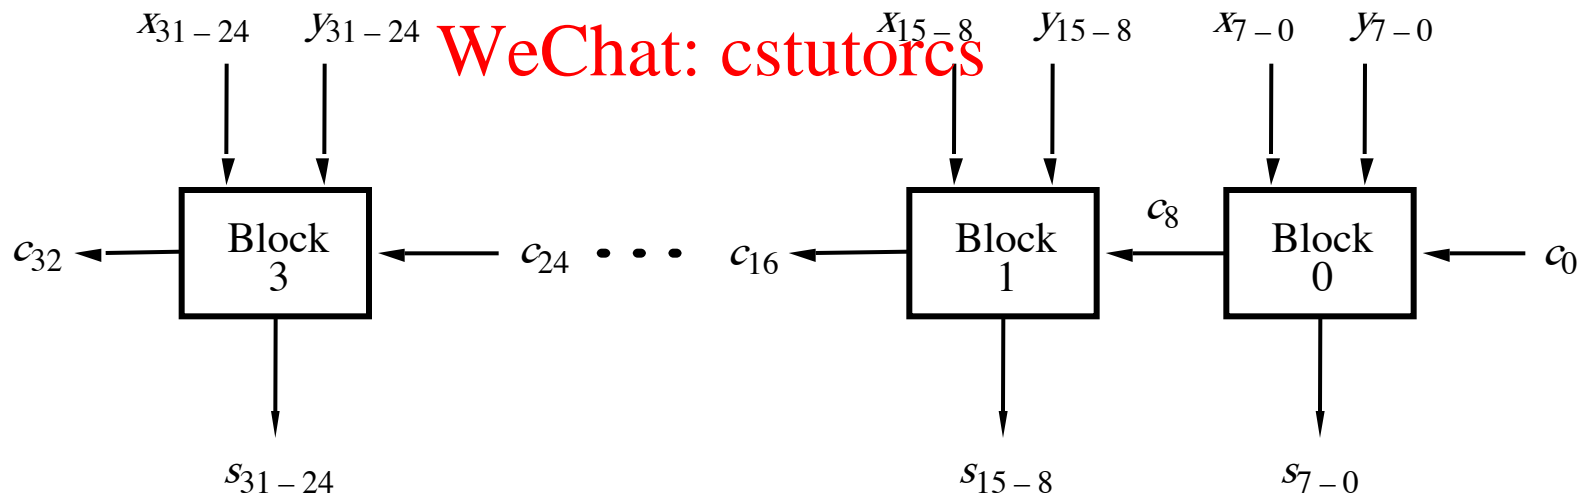 x31–24 y31–24 WeChat: cstutorcs x15–8 y15–8 x7–0 y7–0
c32 Block 3 c24 • • • c16 Block 1 c8 Block 0 c0
s31–24 s15–8 s7–0